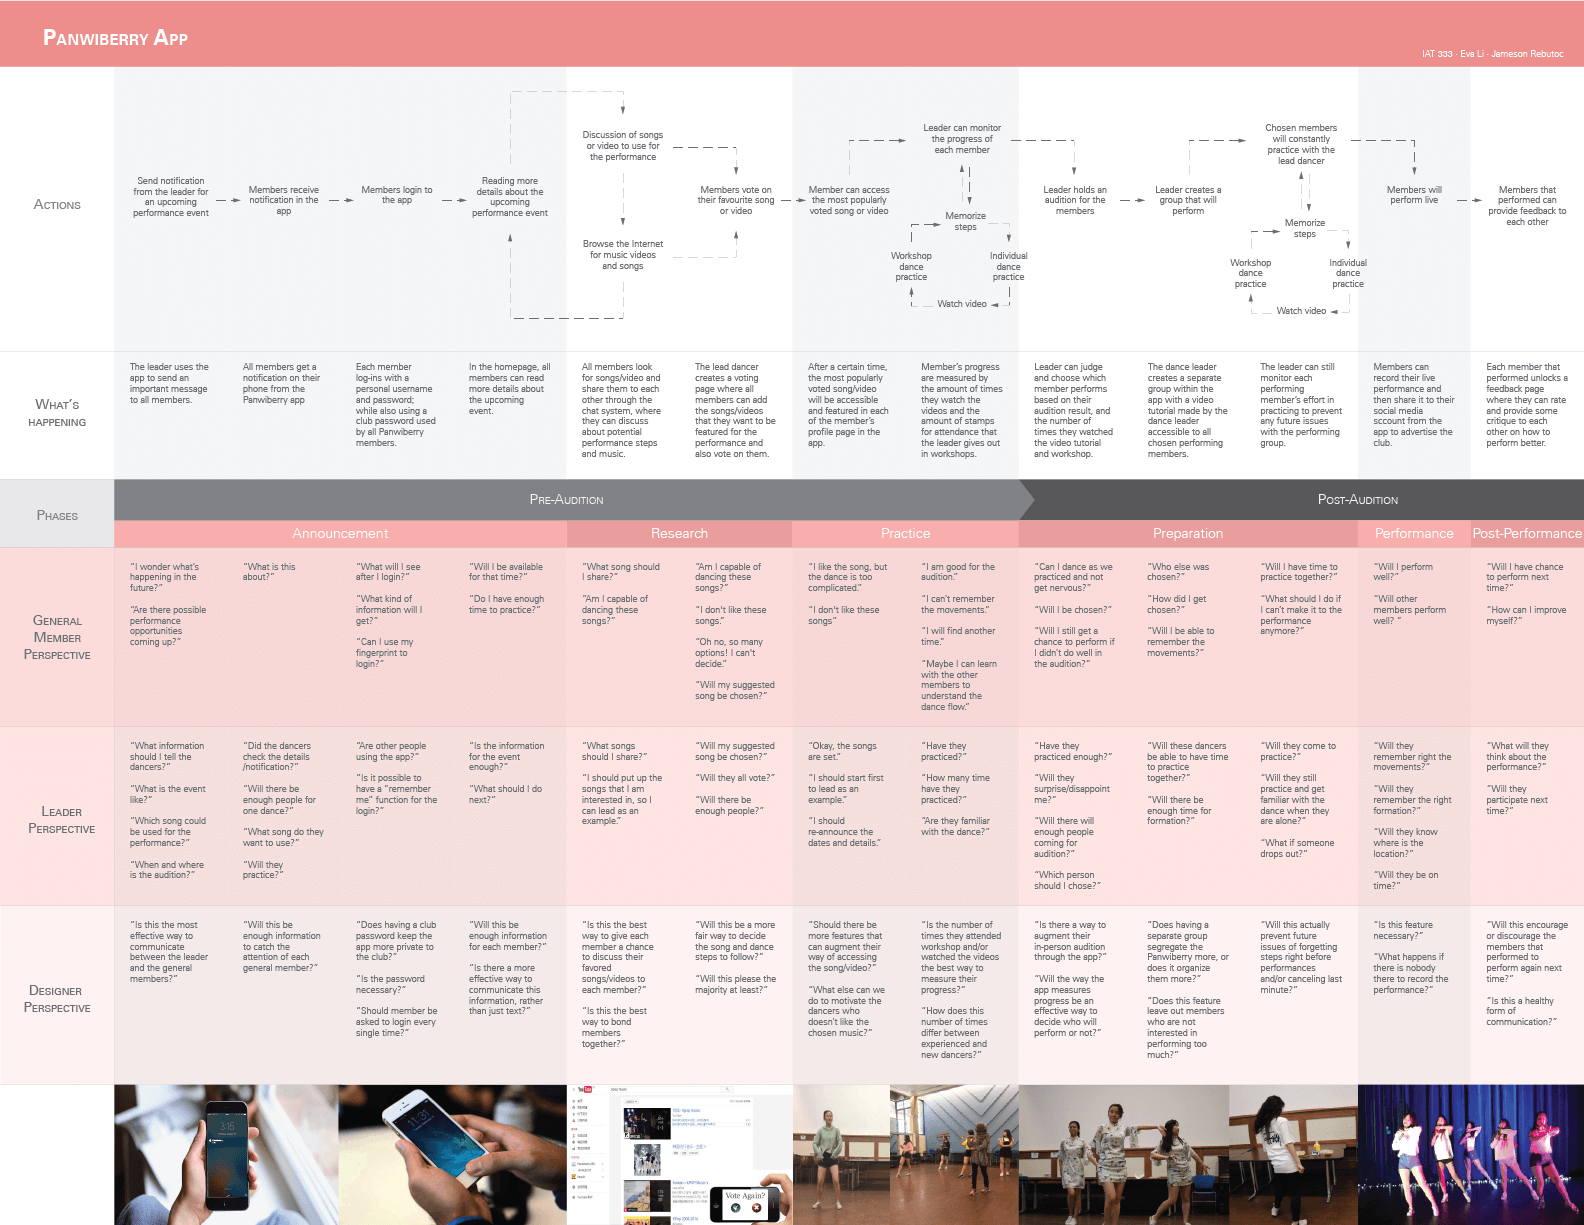 PANWIBERRY APP
IAT 333 · Eva Li · Jameson Rebutoc
ACTIONS
Send notification
from the leader for
an upcoming
performance event
Members receive
notification in the
app
Members login to
the app
Reading more
details about the
upcoming
performance event
Discussion of songs
or video to use for
the performance
Browse the Internet
for music videos
and songs
Members vote on
their favourite song
or video
Member can access
the most popularly
voted song or video
Leader can monitor
the progress of
each member
Memorize
steps
Workshop
dance
practice
Individual
dance
practice
Watch video
Leader holds an
audition for the
members
Leader creates a
group that will
perform
Chosen members
will constantly
practice with the
lead dancer
Memorize
steps
Workshop
dance
practice
Individual
dance
practice
Watch video
Members will
perform live
Members that
performed can
provide feedback to
each other
WHAT'S
HAPPENING
The leader uses the
app to send an
important message
to all members.
All members get a
notification on their
phone from the
Panwiberry app
Each member
log-ins with a
personal username
and password;
while also using a
club password used
by all Panwiberry
members.
In the homepage, all
members can read
more details about
the upcoming
event.
All members look
for songs/video and
share them to each
other through the
chat system, where
they can discuss
about potential
performance steps
and music.
The lead dancer
creates a voting
page where all
members can add
the songs/videos
that they want to be
featured for the
performance and
also vote on them.
After a certain time,
the most popularly
voted song/video
will be accessible
and featured in each
of the member's
profile page in the
app.
Member's progress
are measured by
the amount of times
they watch the
videos and the
amount of stamps
for attendance that
the leader gives out
in workshops.
Leader can judge
and choose which
member performs
based on their
audition result, and
the number of
times they watched
the video tutorial
and workshop.
The dance leader
creates a separate
group within the
app with a video
tutorial made by the
dance leader
accessible to all
chosen performing
members.
The leader can still
monitor each
performing
member's effort in
practicing to prevent
any future issues
with the performing
group.
Members can
record their live
performance and
then share it to their
social media
sccount from the
app to advertise the
club.
Each member that
performed unlocks a
feedback page
where they can rate
and provide some
critique to each
other on how to
perform better.
PHASES
PRE-AUDITION
POST-AUDITION
Announcement
Research
Practice
Preparation
Performance
Post-Performance
GENERAL
MEMBER
PERSPECTIVE
"I wonder what's
happening in the
future?"
"Are there possible
performance
opportunities
coming up?"
"What is this
about?"
"What will I see
after I login?"
"What kind of
information will I
get?"
"Can I use my
fingerprint to
login?"
"Will I be available
for that time?"
"Do I have enough
time to practice?"
"What song should
I share?"
"Am I capable of
dancing these
songs?"
"Am I capable of
dancing these
songs?"
"I don't like these
songs."
"Oh no, so many
options! I can't
decide."
"Will my suggested
song be chosen?"
"I like the song, but
the dance is too
complicated."
"I don't like these
songs"
"I am good for the
audition."
"I can't remember
the movements."
"I will find another
time."
"Maybe I can learn
with the other
members to
understand the
dance flow."
"Can I dance as we
practiced and not
get nervous?"
"Will I be chosen?"
"Will I still get a
chance to perform if
I didn't do well in
the audition?"
"Who else was
chosen?"
"How did I get
chosen?"
"Will I be able to
remember the
movements?"
"Will I have time to
practice together?"
"What should I do if
I can't make it to the
performance
anymore?"
"Will I perform
well?"
"Will other
members perform
well? "
"Will I have chance
to perform next
time?"
"How can I improve
myself?"
LEADER
PERSPECTIVE
"What information
should I tell the
dancers?"
"What is the event
like?"
"Which song could
be used for the
performance?"
"When and where
is the audition?"
"Did the dancers
check the details
/notification?"
"Will there be
enough people for
one dance?"
"What song do they
want to use?"
"Will they
practice?"
"Are other people
using the app?"
"Is it possible to
have a "remember
me" function for the
login?"
"Is the information
for the event
enough?"
"What should I do
next?"
"What songs
should I share?"
"I should put up the
songs that I am
interested in, so I
can lead as an
example."
"Will my suggested
song be chosen?"
"Will they all vote?"
"Will there be
enough people?"
"Okay, the songs
are set."
"I should start first
to lead as an
example."
"I should
re-announce the
dates and details."
"Have they
practiced?"
"How many time
have they
practiced?"
"Are they familiar
with the dance?"
"Have they
practiced enough?"
"Will they
surprise/disappoint
me?"
"Will there will
enough people
coming for
audition?"
"Which person
should I chose?"
"Will these dancers
be able to have time
to practice
together?"
"Will there be
enough time for
formation?"
"Will they come to
practice?"
"Will they still
practice and get
familiar with the
dance when they
are alone?"
"What if someone
drops out?"
"Will they
remember right the
movements?"
"Will they
remember the right
formation?"
"Will they know
where is the
location?"
"Will they be on
time?"
"What will they
think about the
performance?"
"Will they
participate next
time?"
DESIGNER
PERSPECTIVE
"Is this the most
effective way to
communicate
between the leader
and the general
members?"
"Will this be
enough information
to catch the
attention of each
general member?"
"Does having a club
password keep the
app more private to
the club?"
"Is the password
necessary?"
"Should member be
asked to login every
single time?"
"Will this be
enough information
for each member?"
"Is there a more
effective way to
communicate this
information, rather
than just text?"
"Is this the best
way to give each
member a chance
to discuss their
favored
songs/videos to
each member?"
"Is this the best
way to bond
members
together?"
"Will this be a more
fair way to decide
the song and dance
steps to follow?"
"Will this please the
majority at least?"
"Should there be
more features that
can augment their
way of accessing
the song/video?"
"What else can we
do to motivate the
dancers who
doesn't like the
chosen music?"
"Is the number of
times they attended
workshop and/or
watched the videos
the best way to
measure their
progress?"
"How does this
number of times
differ between
experienced and
new dancers?"
"Is there a way to
augment their
in-person audition
through the app?"
"Will the way the
app measures
progress be an
effective way to
decide who will
perform or not?"
"Does having a
separate group
segregate the
Panwiberry more, or
does it organize
them more?"
"Does this feature
leave out members
who are not
interested in
performing too
much?"
"Will this actually
prevent future
issues of forgetting
steps right before
performances
and/or canceling last
minute?"
"Is this feature
necessary?"
"What happens if
there is nobody
there to record the
performance?"
"Will this encourage
or discourage the
members that
performed to
perform again next
time?"
"Is this a healthy
form of
communication?"
3:15
Vote Again?